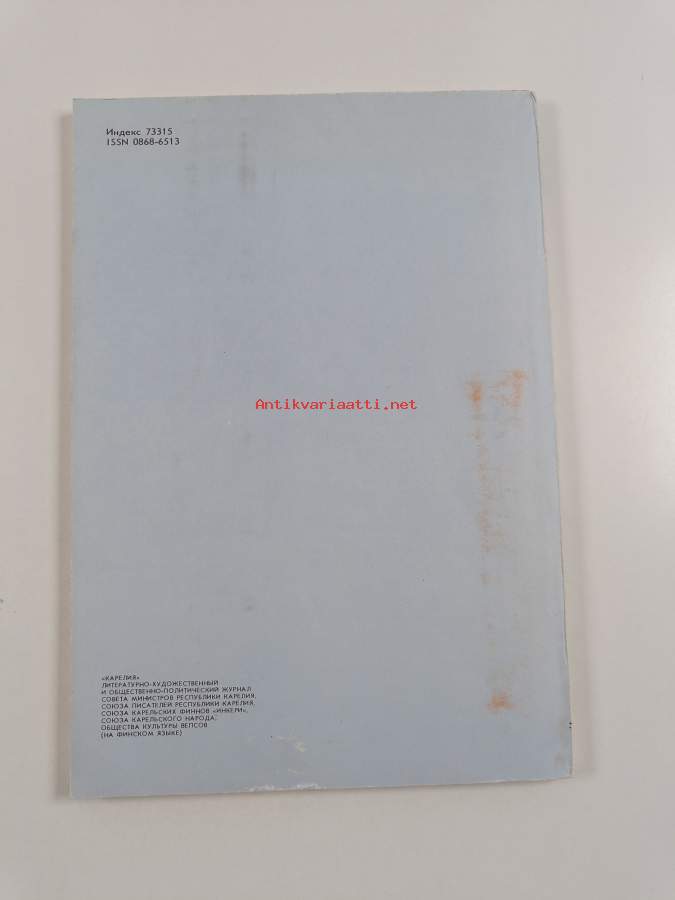 Индекс 73315
ISSN 0868-6513
Antikvariaatti.net
«КАРЕЛИЯ»
ЛИТЕРАТУРНО-ХУДОЖЕСТВЕННЫЙ
И ОБЩЕСТВЕННО-ПОЛИТИЧЕСКИЙ ЖУРНАЛ
СОВЕТА МИНИСТРОВ РЕСПУБЛИКИ КАРЕЛИЯ,
СОЮЗА ПИСАТЕЛЕЙ РЕСПУБЛИКИ КАРЕЛИЯ,
СОЮЗА КАРЕЛЬСКИХ ФИННОВ «ИНКЕРИ»,
СОЮЗА КАРЕЛЬСКОГО НАРОДА,
ОБЩЕСТВА КУЛЬТУРЫ ВЕПСОВ
(НА ФИНСКОМ ЯЗЫКЕ)